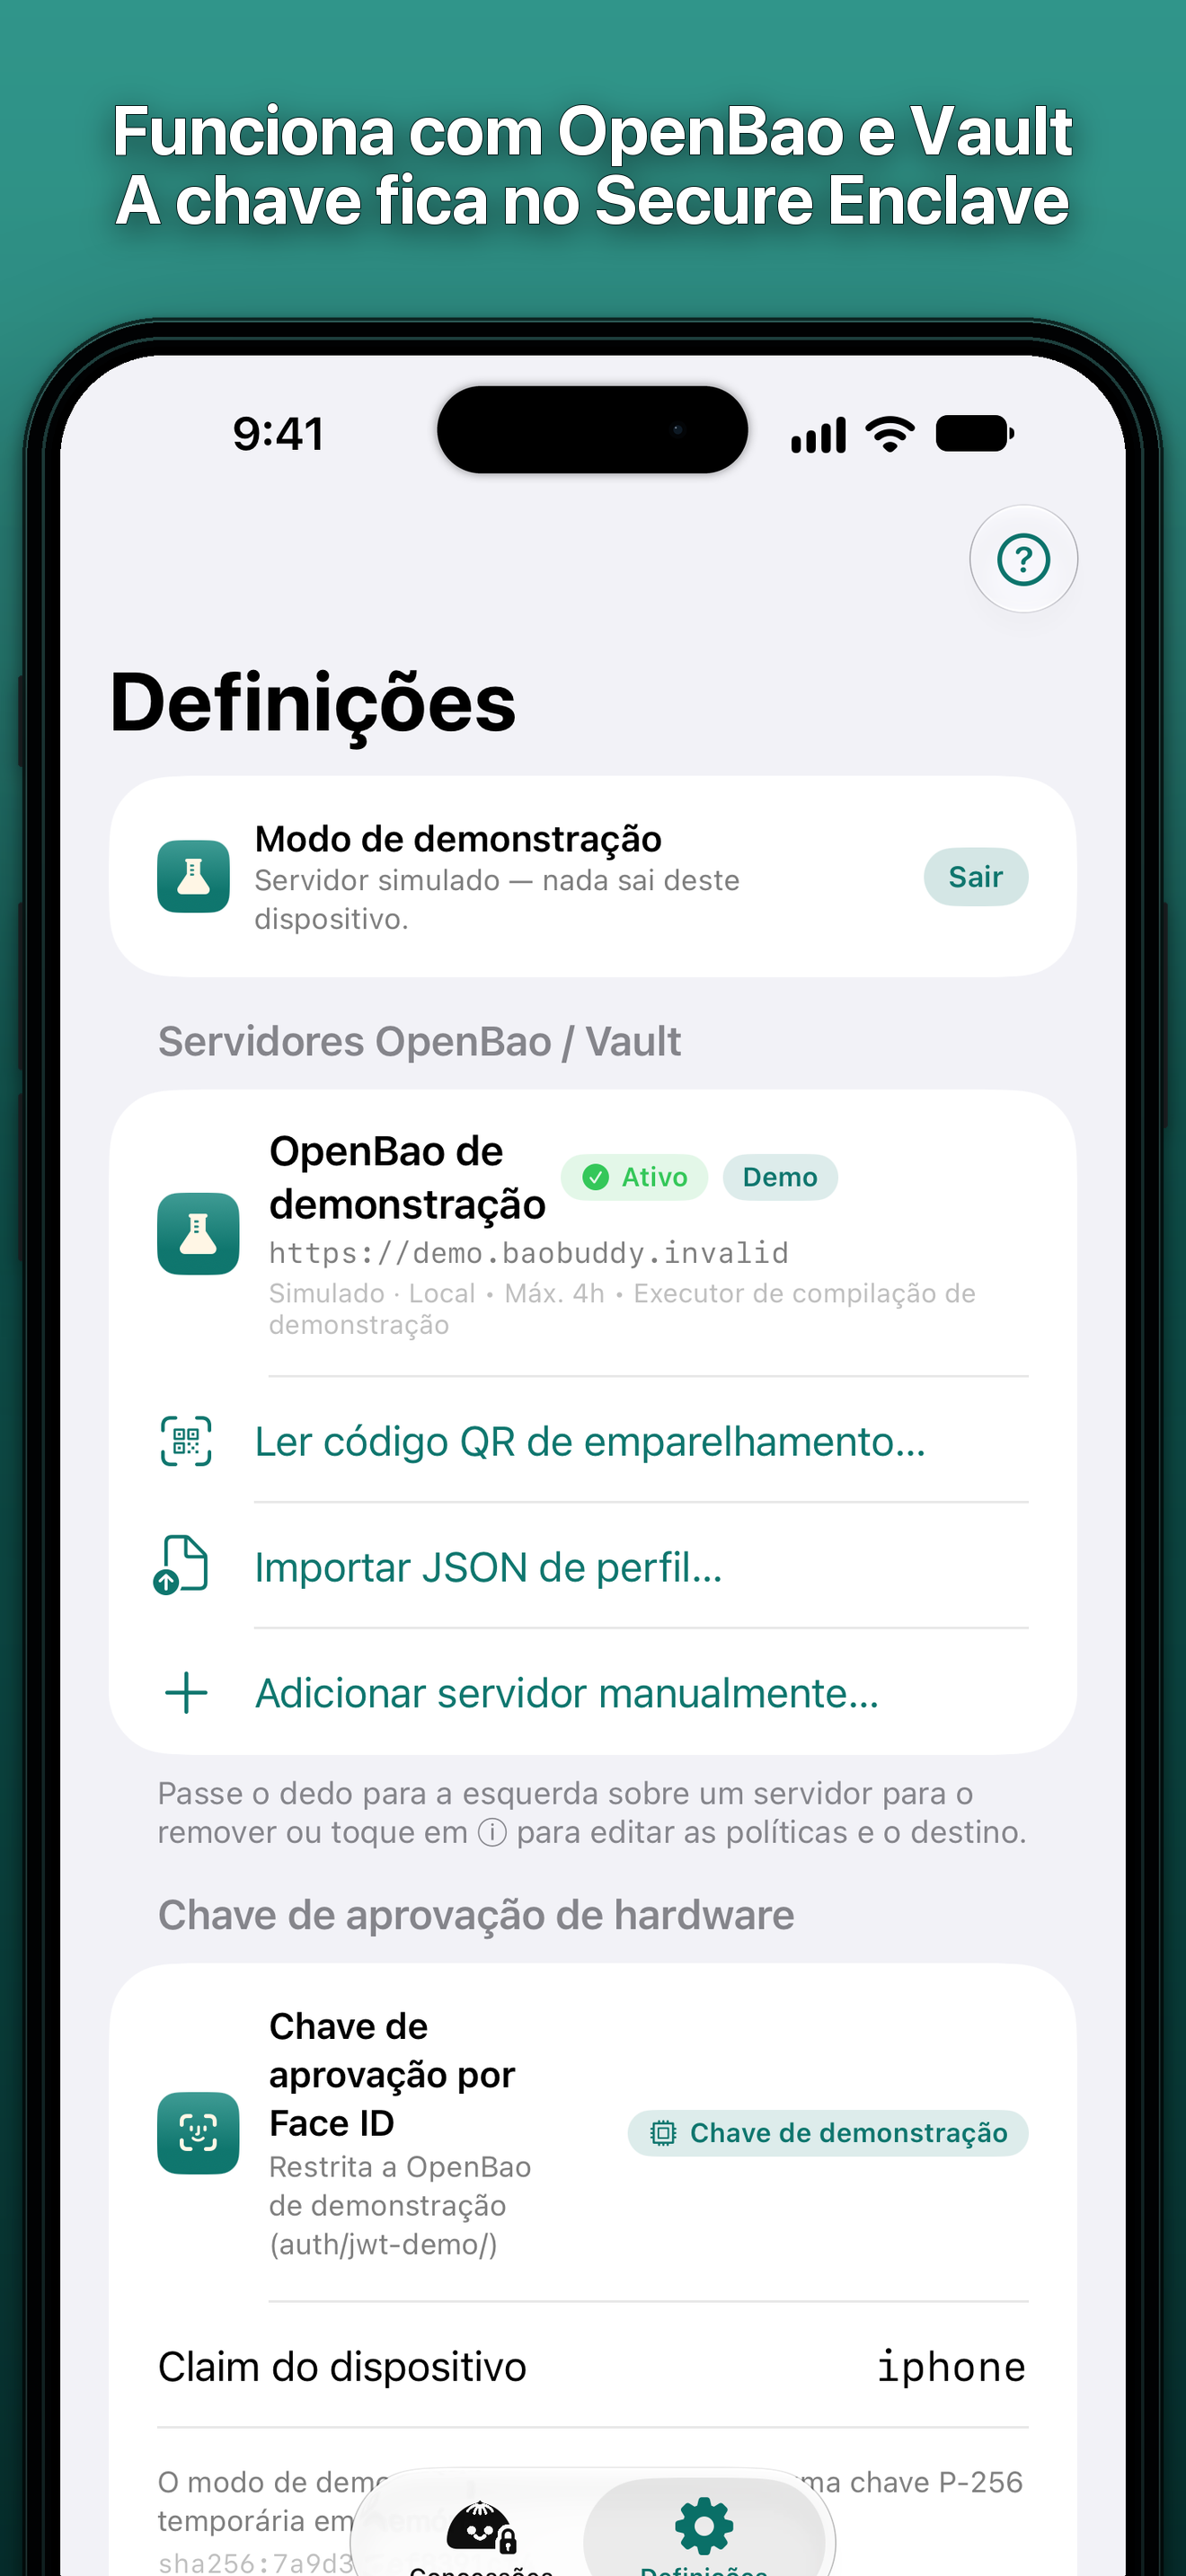 Funciona com OpenBao e Vault
A chave fica no Secure Enclave
9:41
Definições
Modo de demonstração
Servidor simulado — nada sai deste
dispositivo.
Sair
Servidores OpenBao / Vault
OpenBao de
demonstração
Ativo
Demo
https://demo.baobuddy.invalid
Simulado · Local • Máx. 4h • Executor de compilação de
demonstração
Ler código QR de emparelhamento...
Importar JSON de perfil...
Adicionar servidor manualmente...
Passe o dedo para a esquerda sobre um servidor para o
remover ou toque em ⓘ para editar as políticas e o destino.
Chave de aprovação de hardware
Chave de
aprovação por
Face ID
Chave de demonstração
Restrita a OpenBao
de demonstração
(auth/jwt-demo/)
Claim do dispositivo
iphone
O modo de chave P-256
temporária em
sha256:7a9d3
Concessões
Definições